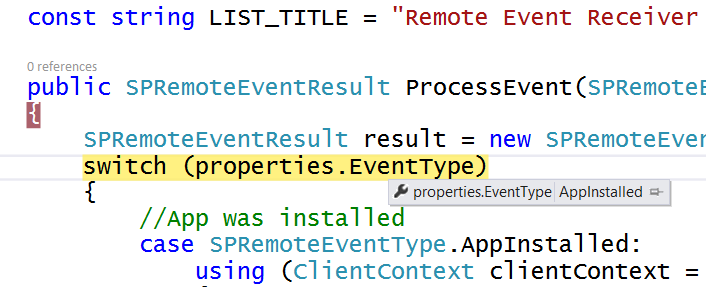 const string LIST_TITLE = "Remote Event Receiver
0 references
public SPRemoteEventResult ProcessEvent(SPRemoteE
{
SPRemoteEventResult result = new SPRemoteEver
switch (properties.EventType)
properties.EventType AppInstalled
{
//App was installed
case SPRemoteEventType.AppInstalled:
using (ClientContext clientContext =